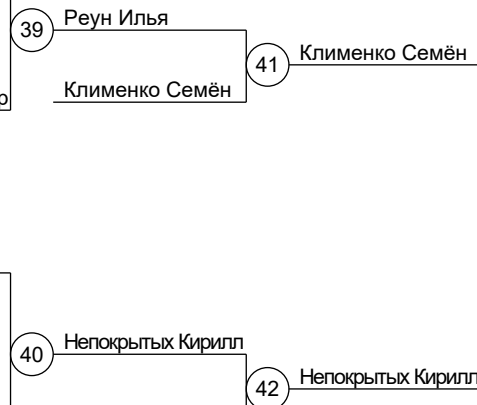 39
Реун Илья
41
Клименко Семён
Клименко Семён
р
40
Непокрытых Кирилл
42
Непокрытых Кирилл